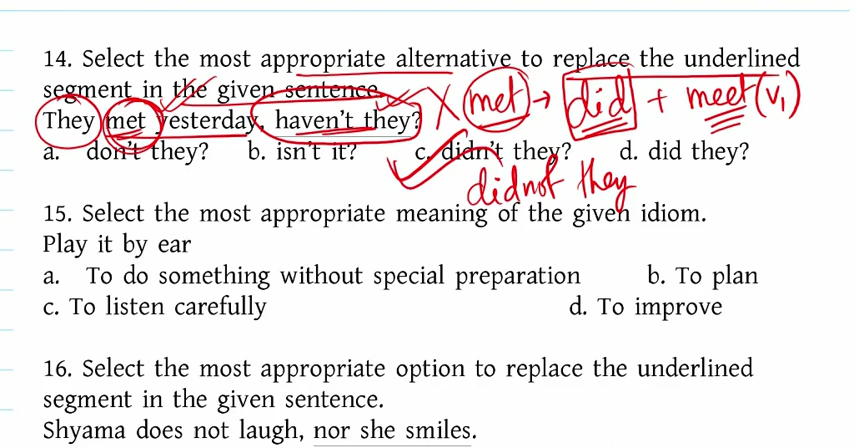 14. Select the most appropriate alternative to replace the underlined
segment in the given sentence.
They met yesterday, haven't they? met → did + meet (V₁)
a. don't they? b. isn't it? c. didn't they? d. did they?
did not they
15. Select the most appropriate meaning of the given idiom.
Play it by ear
a. To do something without special preparation b. To plan
c. To listen carefully d. To improve
16. Select the most appropriate option to replace the underlined
segment in the given sentence.
Shyama does not laugh, nor she smiles.